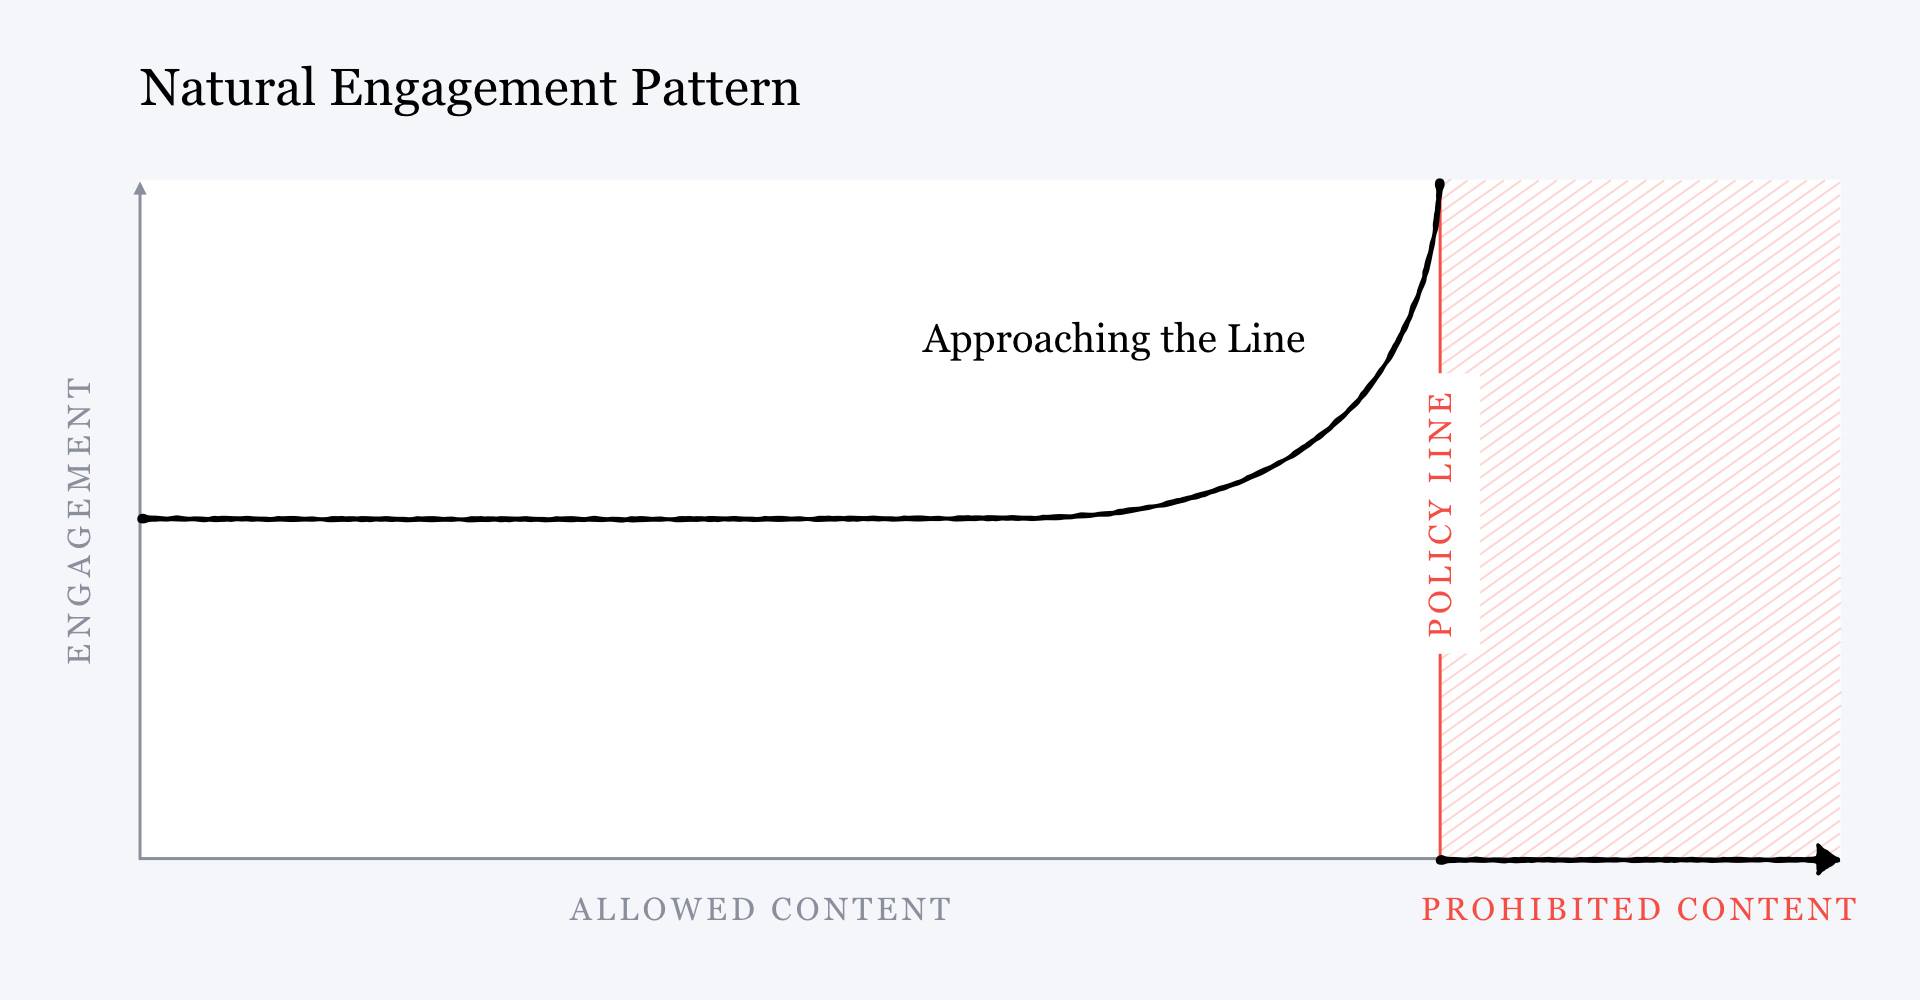 Natural Engagement Pattern
Approaching the Line
ENGAGEMENT
POLICY LINE
ALLOWED CONTENT
PROHIBITED CONTENT